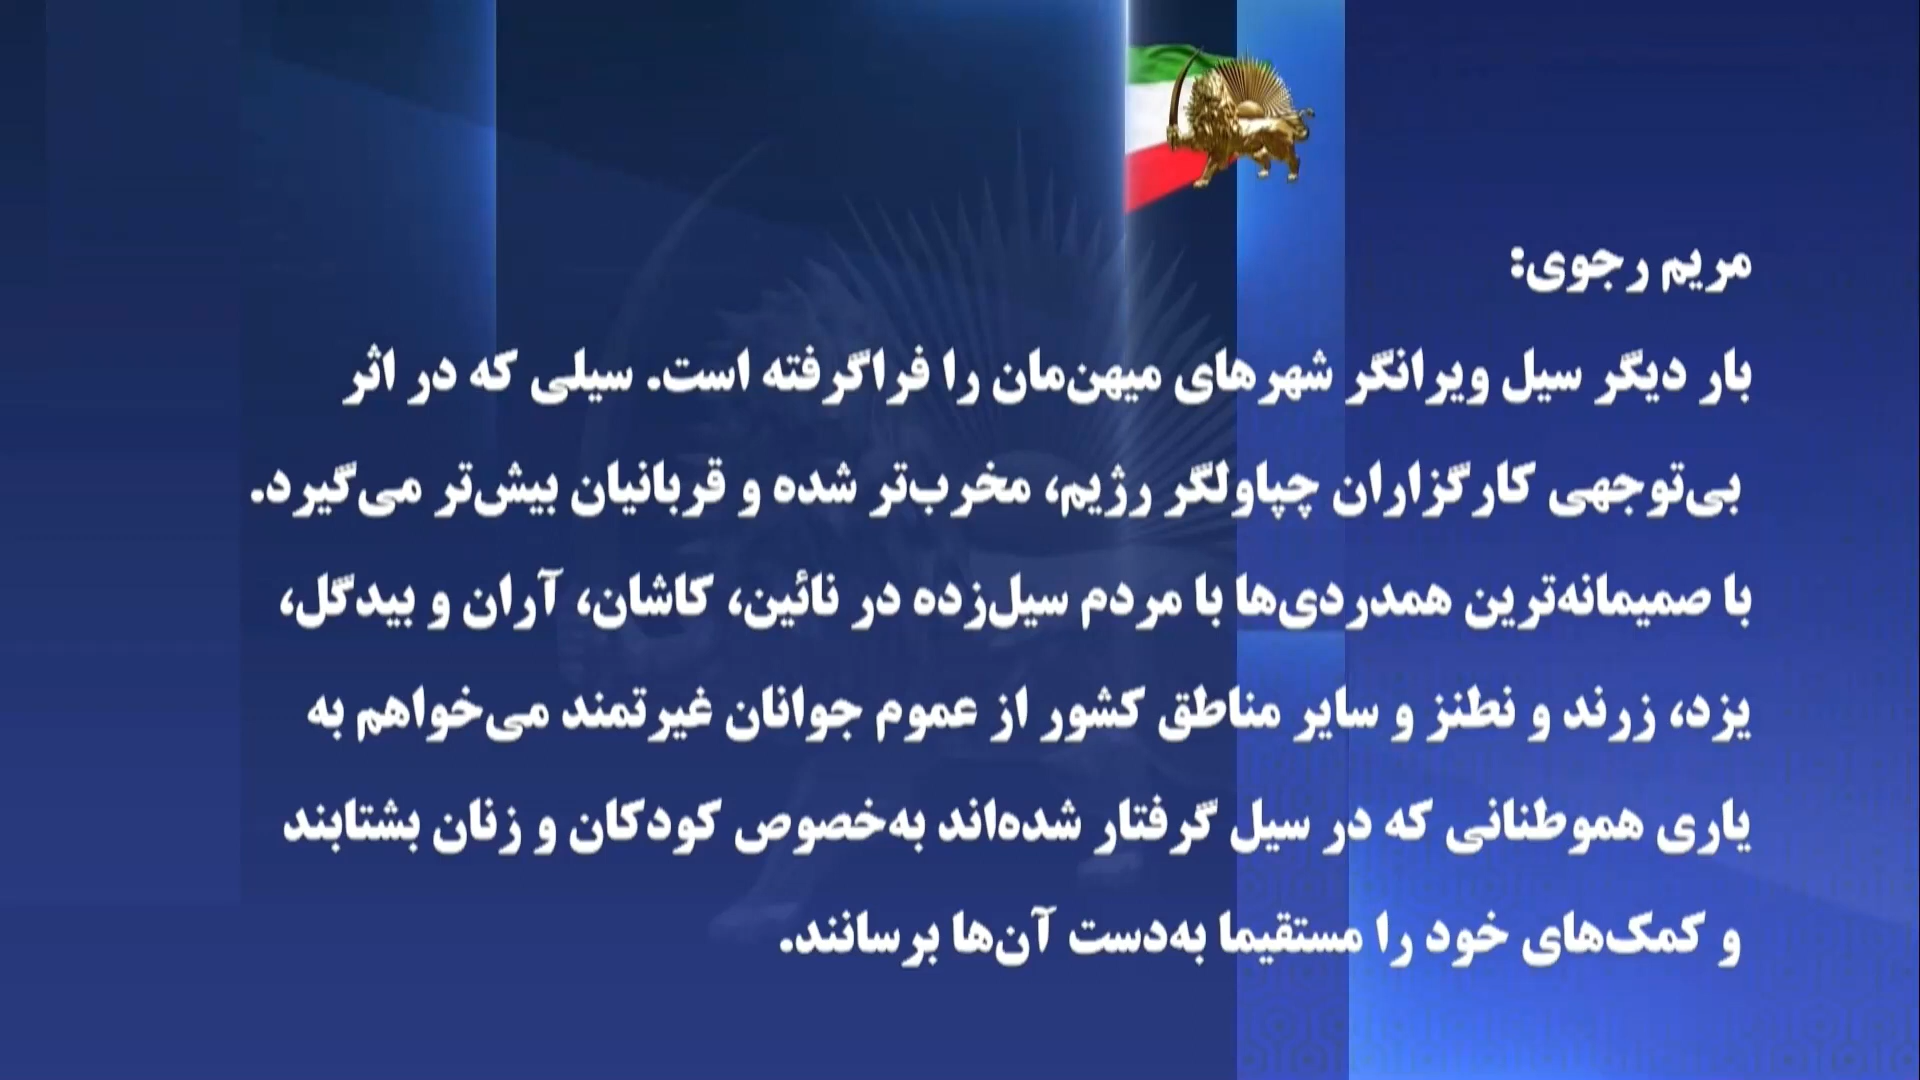 مریم رجوی:
بار دیگر سیل ویرانگر شهرهای میهن‌مان را فراگرفته است. سیلی که در اثر
بی‌توجهی کارگزاران چپاولگر رژیم، مخرب‌تر شده و قربانیان بیش‌تر می‌گیرد.
با صمیمانه‌ترین همدردی‌ها با مردم سیل‌زده در نائین، کاشان، آران و بیدگل،
یزد، زرند و نطنز و سایر مناطق کشور از عموم جوانان غیرتمند می‌خواهم به
یاری هموطنانی که در سیل گرفتار شده‌اند به‌خصوص کودکان و زنان بشتابند
و کمک‌های خود را مستقیما به‌دست آن‌ها برسانند.